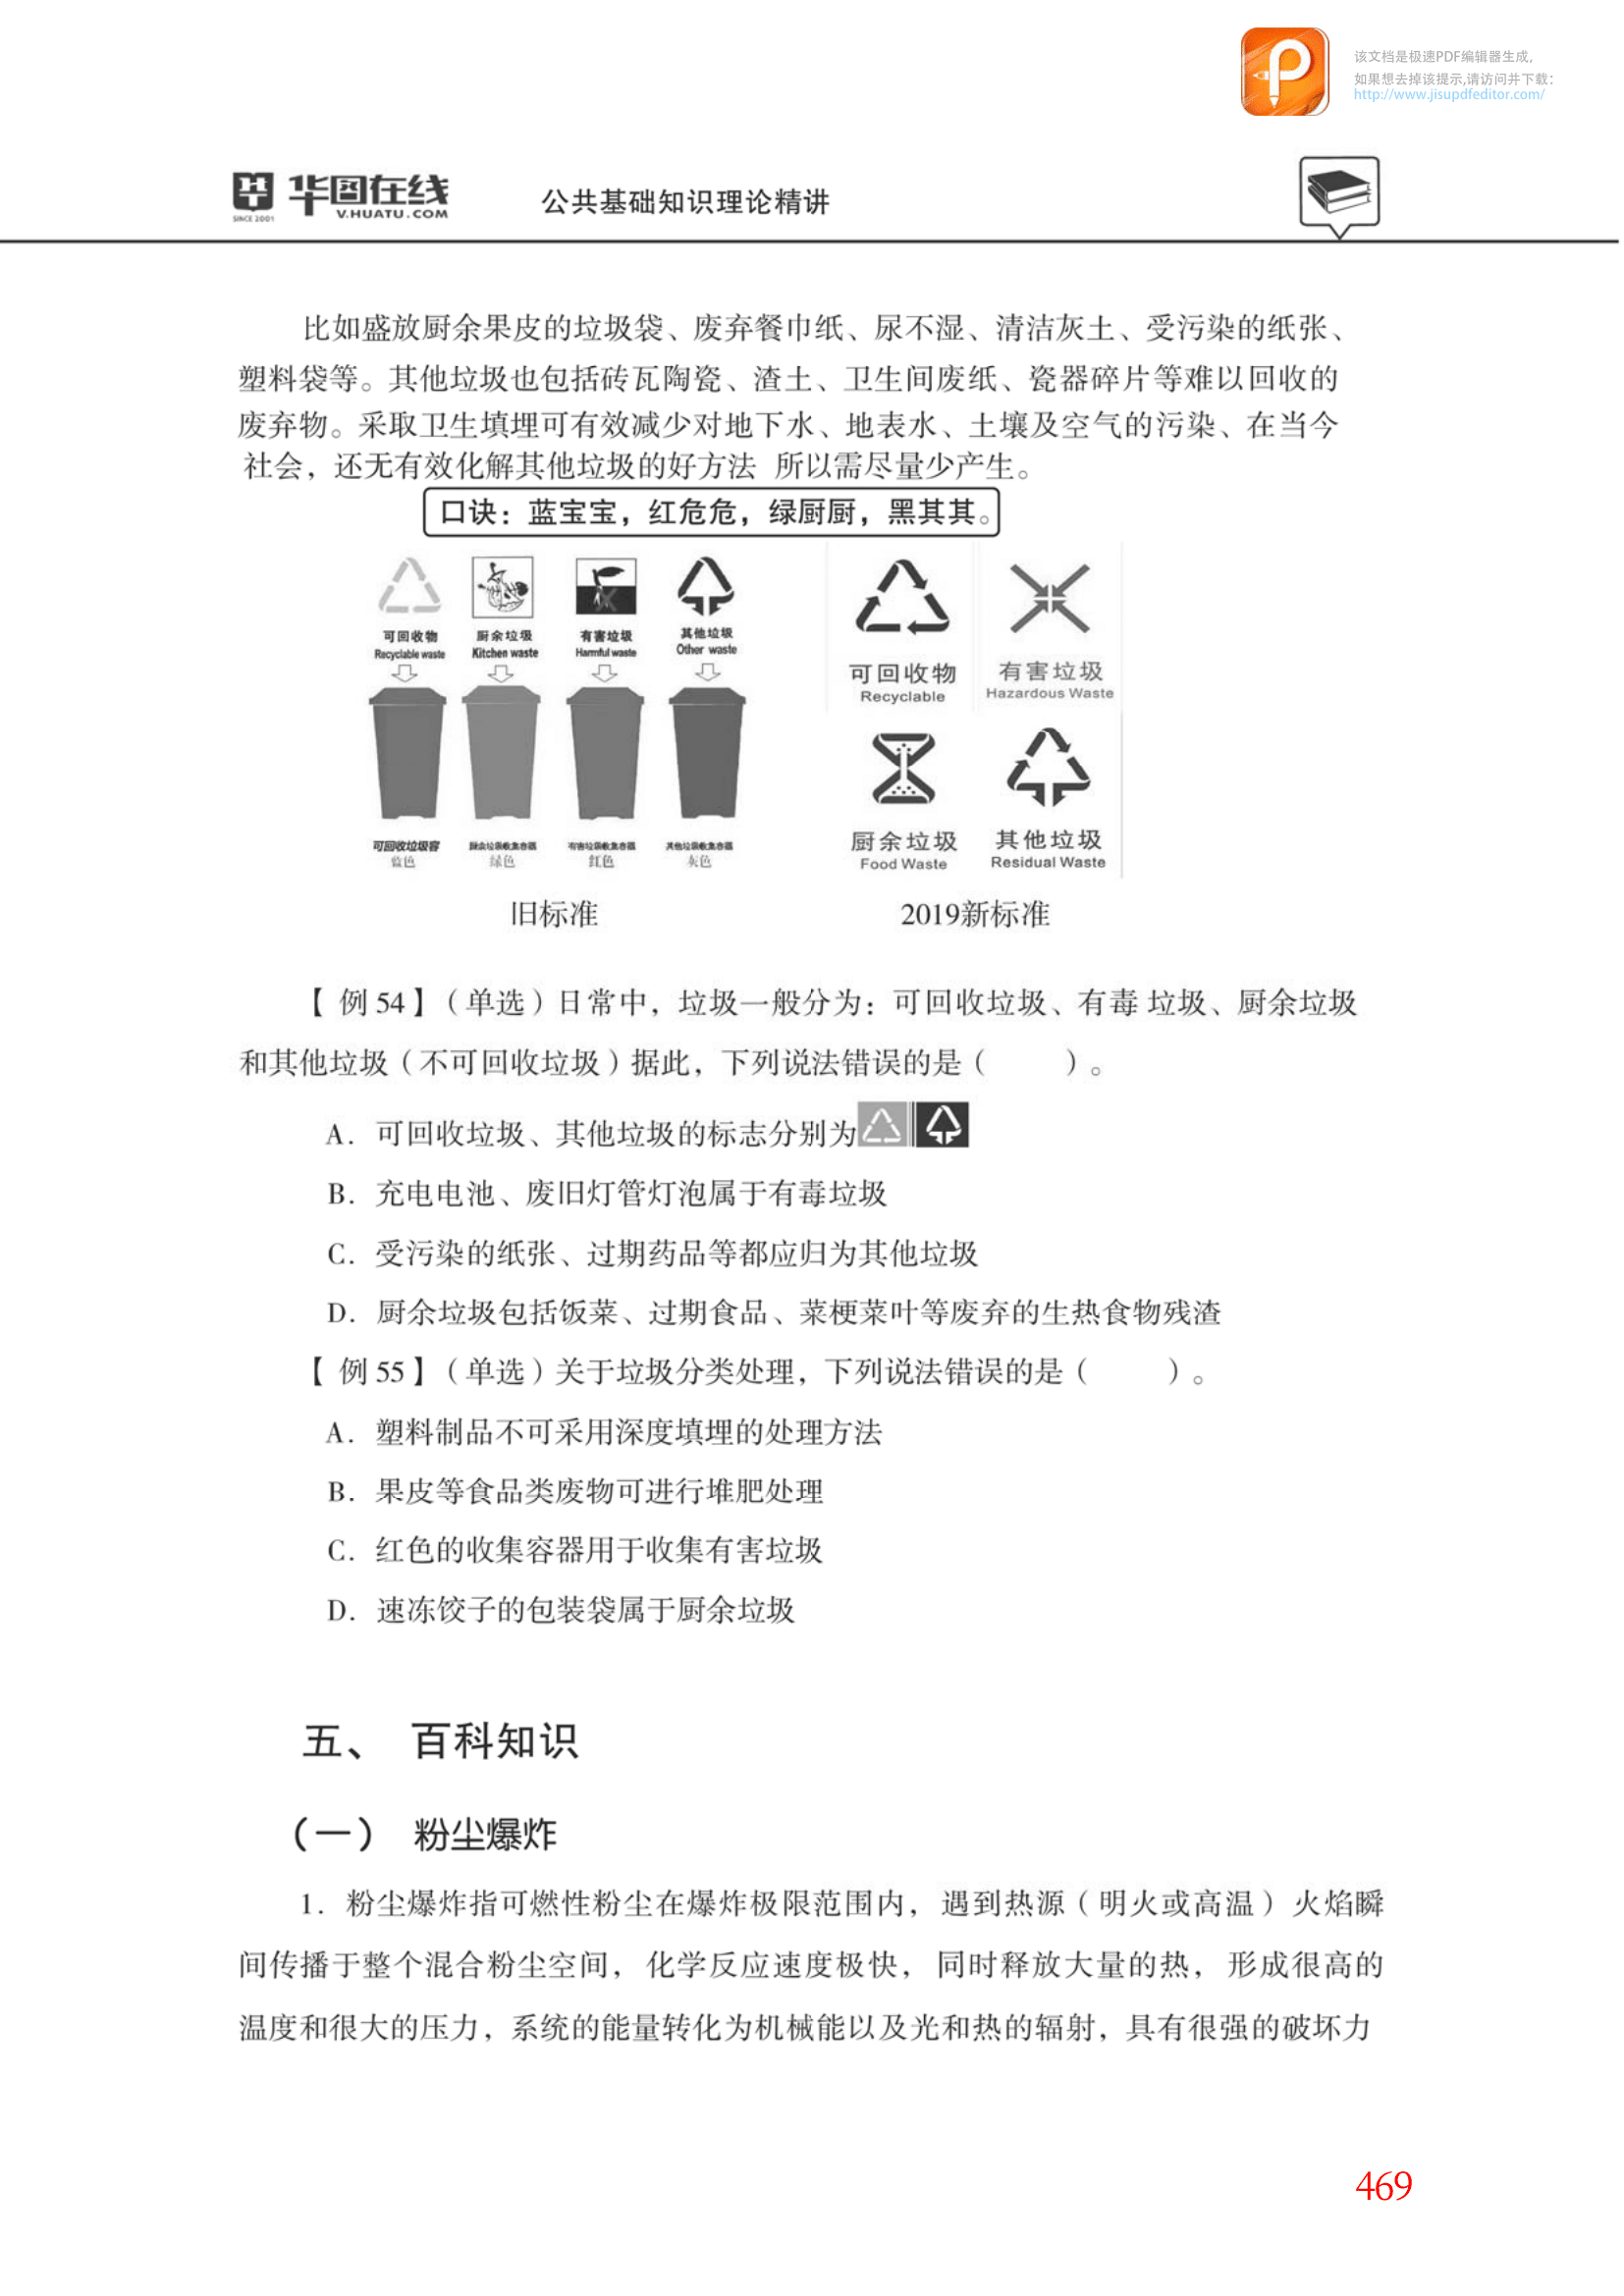 该文档是极速PDF编辑器生成,
如果想去掉该提示,请访问并下载:
http://www.jisupdfeditor.com/
华图在线
V.HUATU.COM
SINCE 2001
公共基础知识理论精讲
比如盛放厨余果皮的垃圾袋、废弃餐巾纸、尿不湿、清洁灰土、受污染的纸张、
塑料袋等。其他垃圾也包括砖瓦陶瓷、渣土、卫生间废纸、瓷器碎片等难以回收的
废弃物。采取卫生填埋可有效减少对地下水、地表水、土壤及空气的污染、在当今
社会，还无有效化解其他垃圾的好方法 所以需尽量少产生。
口诀：蓝宝宝，红危危，绿厨厨，黑其其。
可回收物 厨余垃圾 有害垃圾 其他垃圾
Recyclable waste Kitchen waste Harmful waste Other waste
可回收垃圾容 厨余垃圾收集容器 有害垃圾收集容器 其他垃圾收集容器
蓝色 绿色 红色 灰色
可回收物 有害垃圾
Recyclable Hazardous Waste
厨余垃圾 其他垃圾
Food Waste Residual Waste
旧标准 2019新标准
【 例 54 】（单选）日常中，垃圾一般分为：可回收垃圾、有毒 垃圾、厨余垃圾
和其他垃圾（不可回收垃圾）据此，下列说法错误的是（ ）。
A. 可回收垃圾、其他垃圾的标志分别为
B. 充电电池、废旧灯管灯泡属于有毒垃圾
C. 受污染的纸张、过期药品等都应归为其他垃圾
D. 厨余垃圾包括饭菜、过期食品、菜梗菜叶等废弃的生热食物残渣
【 例 55 】（单选）关于垃圾分类处理，下列说法错误的是（ ）。
A. 塑料制品不可采用深度填埋的处理方法
B. 果皮等食品类废物可进行堆肥处理
C. 红色的收集容器用于收集有害垃圾
D. 速冻饺子的包装袋属于厨余垃圾
五、 百科知识
（一） 粉尘爆炸
1. 粉尘爆炸指可燃性粉尘在爆炸极限范围内，遇到热源（明火或高温）火焰瞬
间传播于整个混合粉尘空间，化学反应速度极快，同时释放大量的热，形成很高的
温度和很大的压力，系统的能量转化为机械能以及光和热的辐射，具有很强的破坏力
469